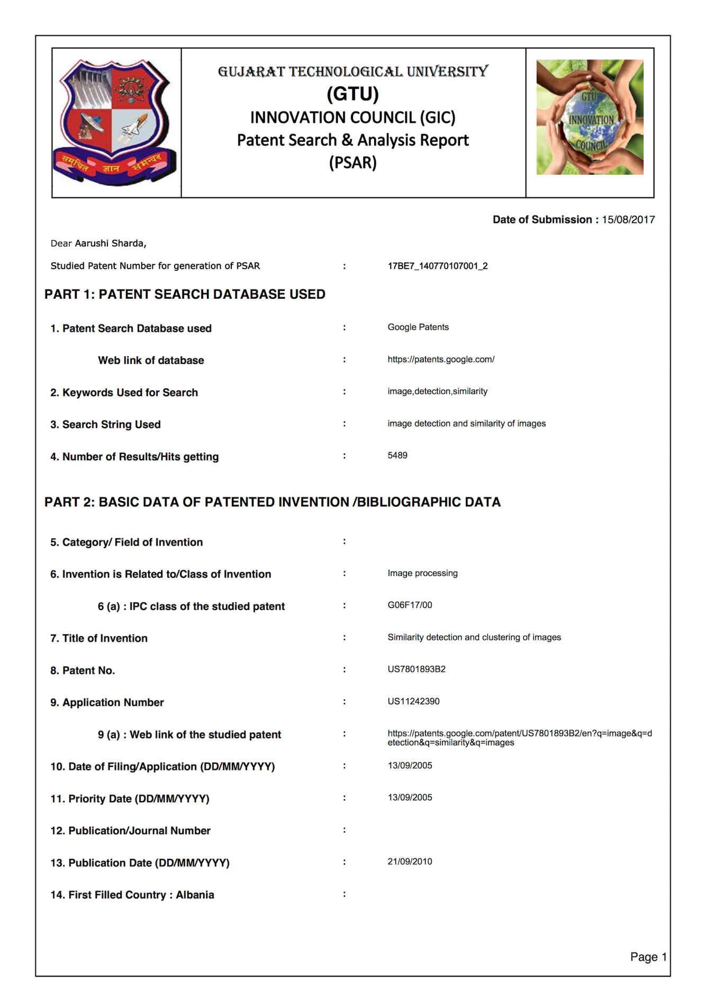 समुचित ज्ञान समन्वय
GUJARAT TECHNOLOGICAL UNIVERSITY
(GTU)
INNOVATION COUNCIL (GIC)
Patent Search & Analysis Report
(PSAR)
GTU
INNOVATION
COUNCIL
Date of Submission : 15/08/2017
Dear Aarushi Sharda,
Studied Patent Number for generation of PSAR : 17BE7_140770107001_2
PART 1: PATENT SEARCH DATABASE USED
1. Patent Search Database used : Google Patents
Web link of database : https://patents.google.com/
2. Keywords Used for Search : image,detection,similarity
3. Search String Used : image detection and similarity of images
4. Number of Results/Hits getting : 5489
PART 2: BASIC DATA OF PATENTED INVENTION /BIBLIOGRAPHIC DATA
5. Category/ Field of Invention :
6. Invention is Related to/Class of Invention : Image processing
6 (a) : IPC class of the studied patent : G06F17/00
7. Title of Invention : Similarity detection and clustering of images
8. Patent No. : US7801893B2
9. Application Number : US11242390
9 (a) : Web link of the studied patent : https://patents.google.com/patent/US7801893B2/en?q=image&q=d
etection&q=similarity&q=images
10. Date of Filing/Application (DD/MM/YYYY) : 13/09/2005
11. Priority Date (DD/MM/YYYY) : 13/09/2005
12. Publication/Journal Number :
13. Publication Date (DD/MM/YYYY) : 21/09/2010
14. First Filled Country : Albania :
Page 1